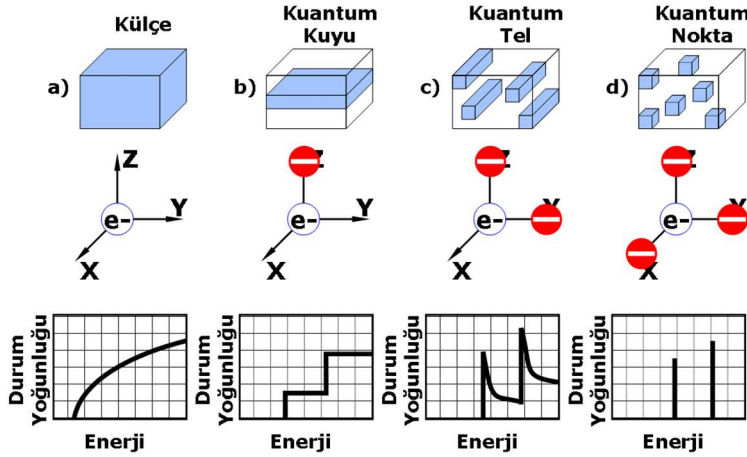 Külçe
Kuantum
Kuyu
Kuantum
Tel
Kuantum
Nokta
a)
b)
c)
d)
Z
e-
Y
X
Z
e-
Y
X
Z
e-
Y
X
Z
e-
Y
X
Durum
Yoğunluğu
Enerji
Durum
Yoğunluğu
Enerji
Durum
Yoğunluğu
Enerji
Durum
Yoğunluğu
Enerji